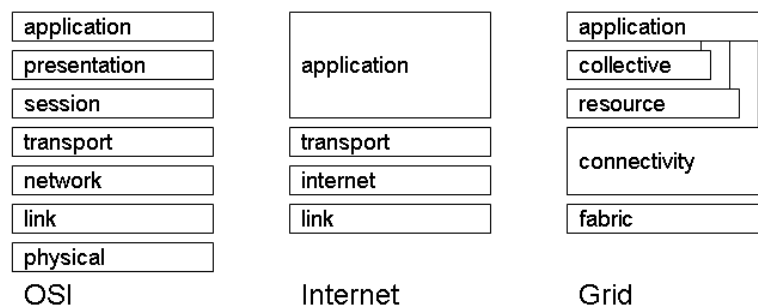 application
presentation
session
transport
network
link
physical
OSI
application
transport
internet
link
Internet
application
collective
resource
connectivity
fabric
Grid